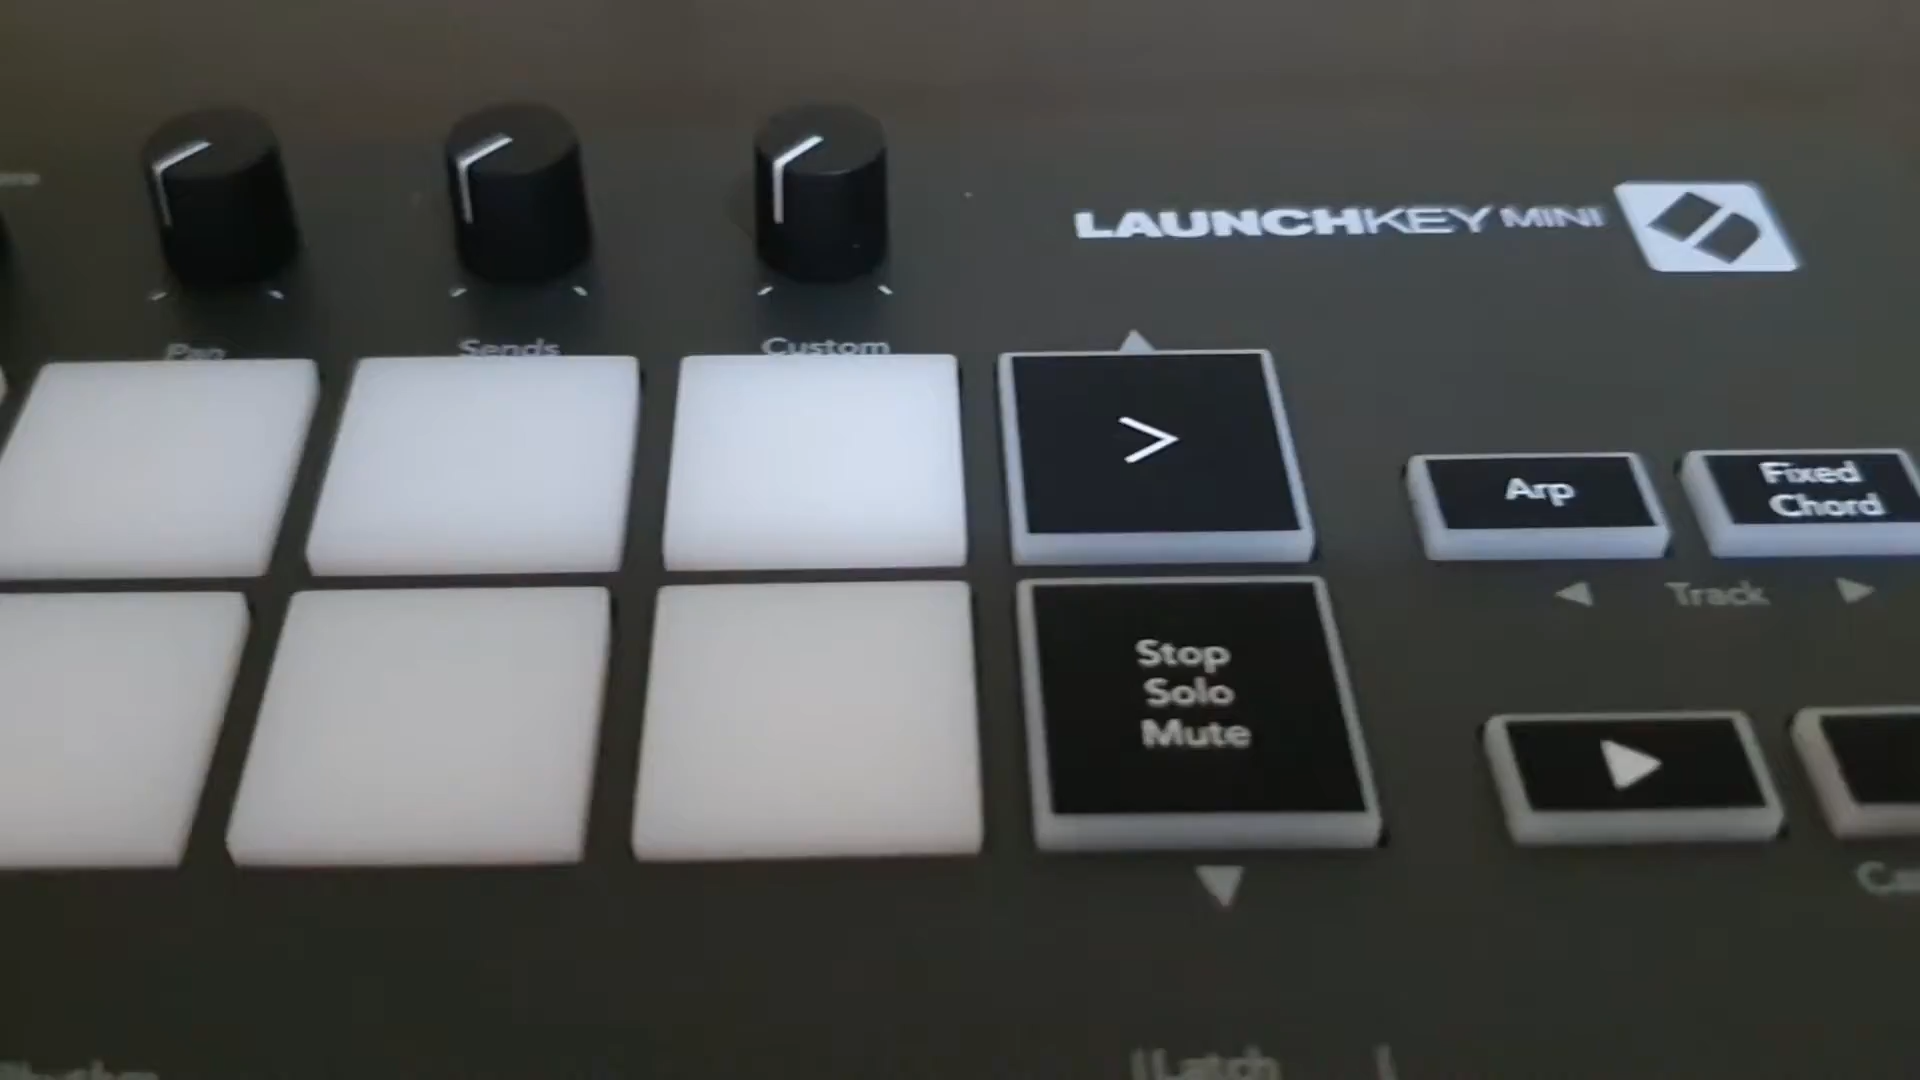 LAUNCHKEY MINI
Pan
Sends
Custom
>
Arp
Fixed
Chord
Track
Stop
Solo
Mute
Latch